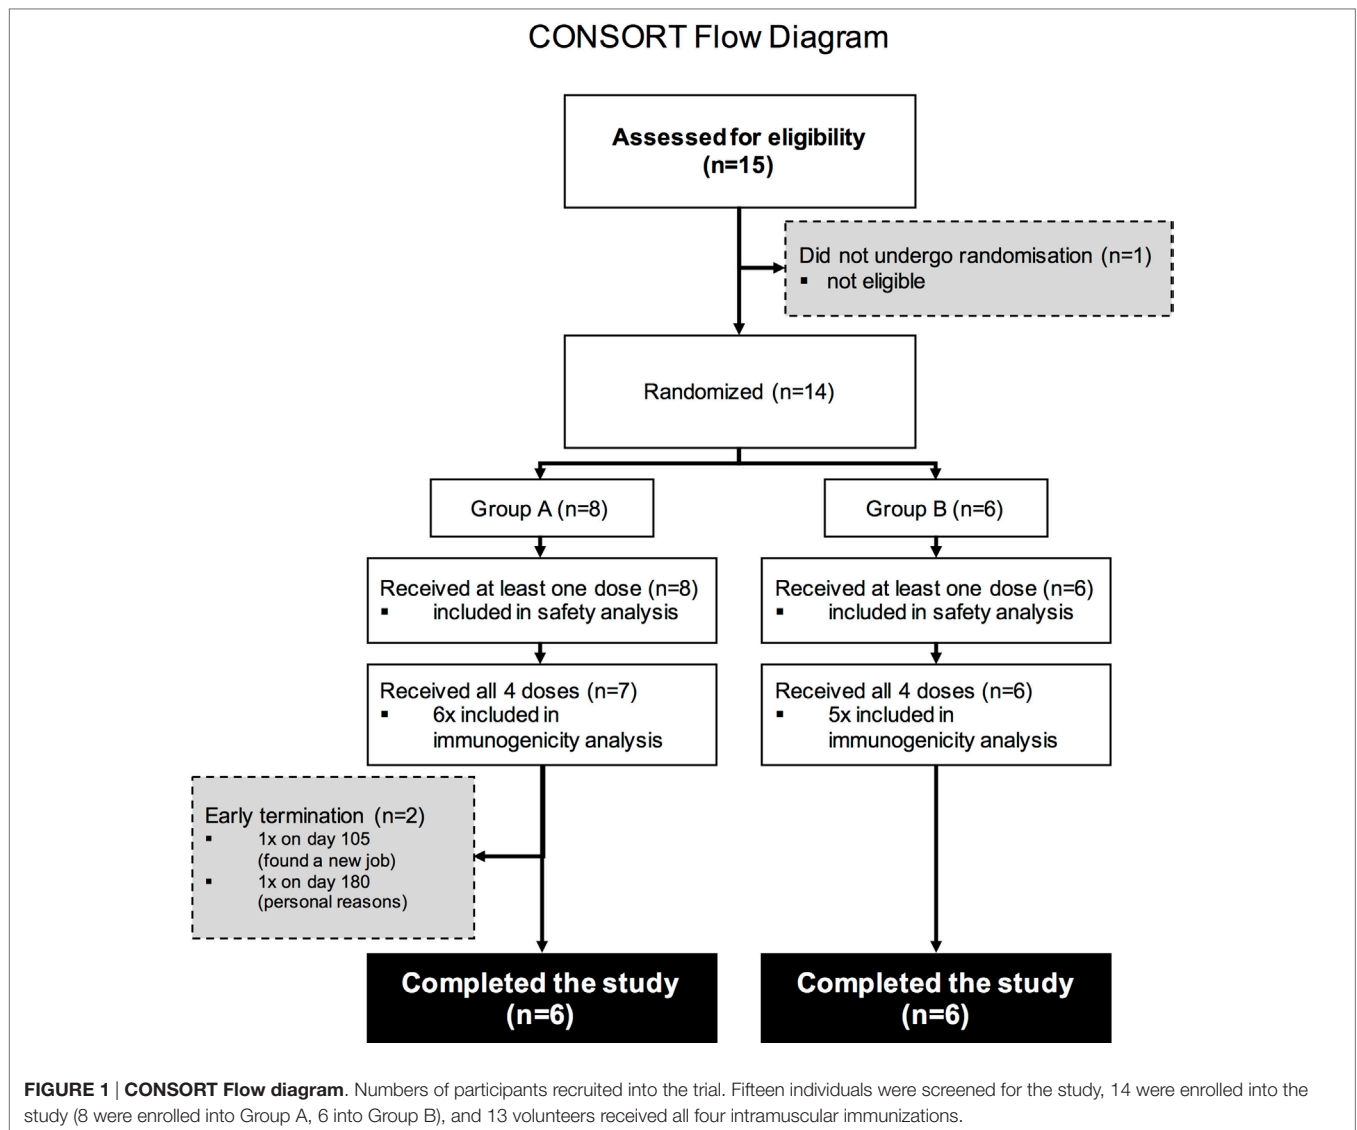 CONSORT Flow Diagram
Assessed for eligibility
(n=15)
Did not undergo randomisation (n=1)
▪ not eligible
Randomized (n=14)
Group A (n=8)
Group B (n=6)
Received at least one dose (n=8)
▪ included in safety analysis
Received at least one dose (n=6)
▪ included in safety analysis
Received all 4 doses (n=7)
▪ 6x included in
immunogenicity analysis
Received all 4 doses (n=6)
▪ 5x included in
immunogenicity analysis
Early termination (n=2)
▪ 1x on day 105
(found a new job)
▪ 1x on day 180
(personal reasons)
Completed the study
(n=6)
Completed the study
(n=6)
FIGURE 1 | CONSORT Flow diagram. Numbers of participants recruited into the trial. Fifteen individuals were screened for the study, 14 were enrolled into the
study (8 were enrolled into Group A, 6 into Group B), and 13 volunteers received all four intramuscular immunizations.